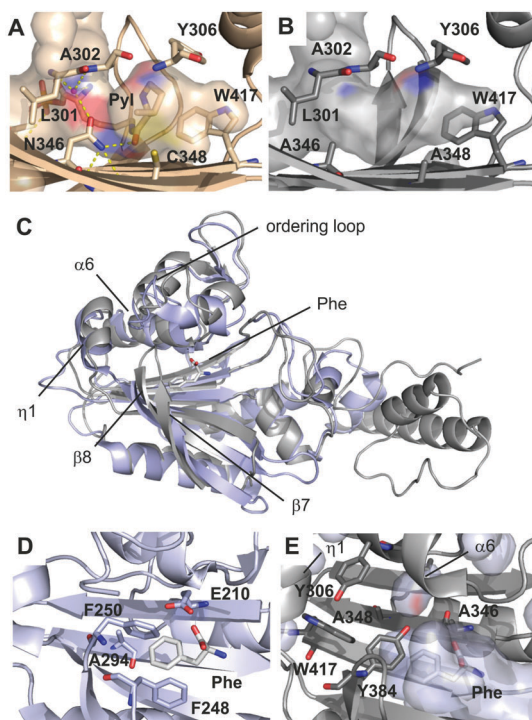 A
A302
Y306
Pyl
L301
W417
N346
C348
B
A302
Y306
L301
W417
A346
A348
C
ordering loop
α6
Phe
η1
β8
β7
D
E210
F250
A294
Phe
F248
E
η1
α6
Y306
A348
A346
W417
Y384
Phe